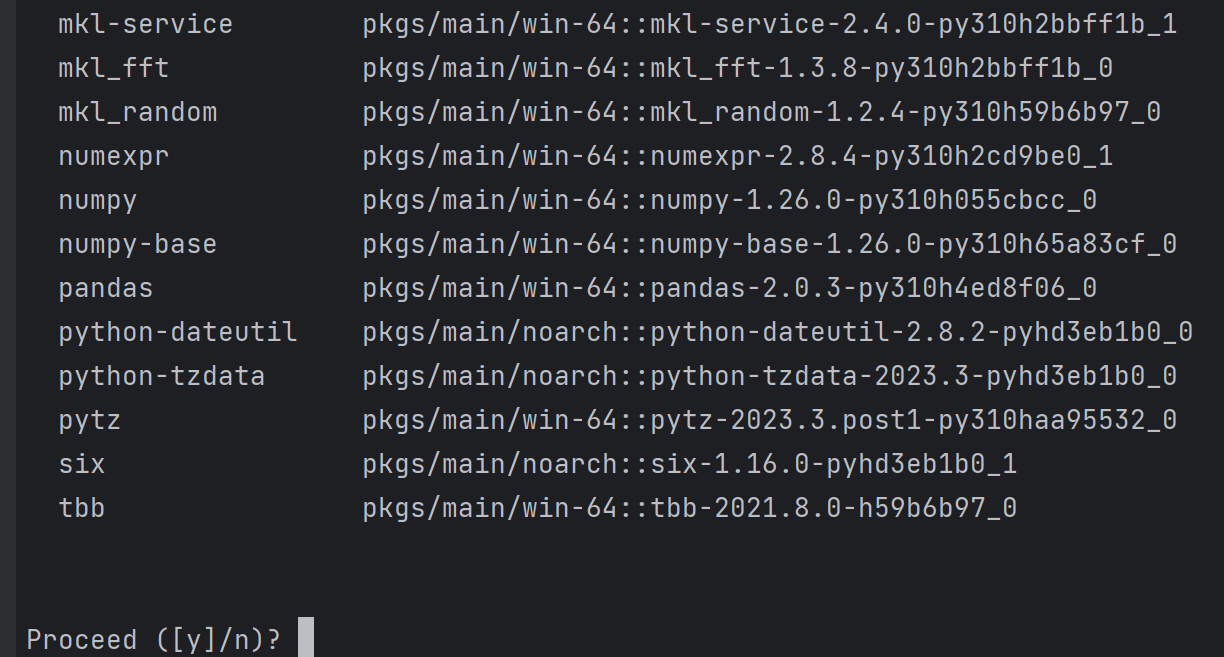 mkl-service pkgs/main/win-64::mkl-service-2.4.0-py310h2bbff1b_1
mkl_fft pkgs/main/win-64::mkl_fft-1.3.8-py310h2bbff1b_0
mkl_random pkgs/main/win-64::mkl_random-1.2.4-py310h59b6b97_0
numexpr pkgs/main/win-64::numexpr-2.8.4-py310h2cd9be0_1
numpy pkgs/main/win-64::numpy-1.26.0-py310h055cbcc_0
numpy-base pkgs/main/win-64::numpy-base-1.26.0-py310h65a83cf_0
pandas pkgs/main/win-64::pandas-2.0.3-py310h4ed8f06_0
python-dateutil pkgs/main/noarch::python-dateutil-2.8.2-pyhd3eb1b0_0
python-tzdata pkgs/main/noarch::python-tzdata-2023.3-pyhd3eb1b0_0
pytz pkgs/main/win-64::pytz-2023.3.post1-py310haa95532_0
six pkgs/main/noarch::six-1.16.0-pyhd3eb1b0_1
tbb pkgs/main/win-64::tbb-2021.8.0-h59b6b97_0
Proceed ([y]/n)?